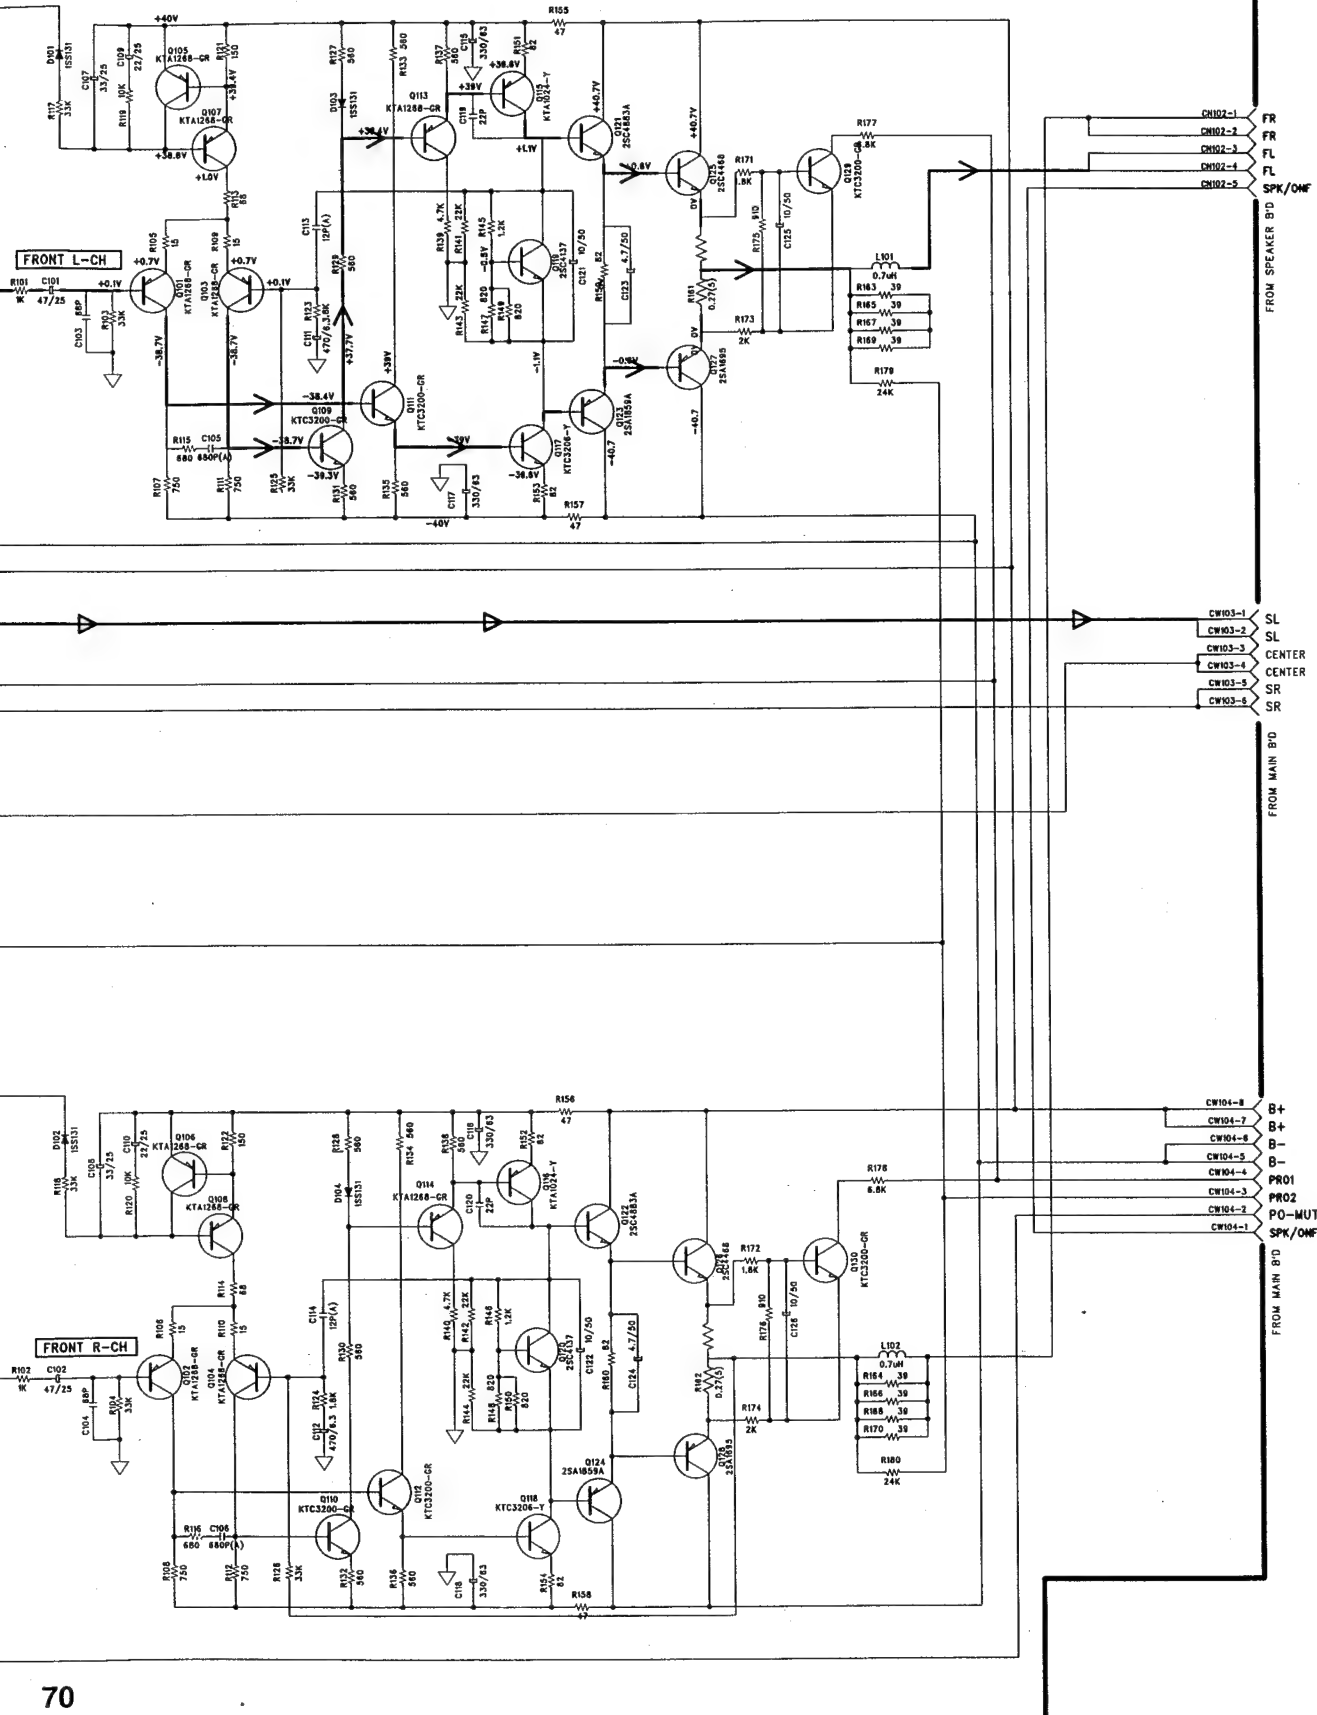 +40V
R155
47
D101
1SS131
C107
33/25
C109
22/25
Q105
KTA1268-GR
R121
150
+39.4V
R117
33K
R119
10K
Q107
KTA1268-GR
+38.8V
+1.0V
R113
68
R127
560
D103
1SS131
R133 560
R137
560
C115
330/63
R151
82
+38.8V
+39V
Q113
KTA1268-GR
C119
22P
Q115
KTA1024-Y
+38.4V
+1.1V
+40.7V
Q121
2SC4883A
+0.6V
+40.7V
Q125
2SC4468
0V
R171
1.8K
R177
6.8K
Q129
KTC3200-GR
R175
910
C125
10/50
CN102-1
FR
CN102-2
FR
CN102-3
FL
CN102-4
FL
CN102-5
SPK/ONF
FROM SPEAKER B'D
FRONT L-CH
R101
1K
C101
47/25
+0.1V
C103
68P
R103
33K
R105
15
R109
15
+0.7V
+0.7V
Q101
KTA1268-GR
Q103
KTA1268-GR
+0.1V
-38.7V
-38.7V
C113
12P(A)
R123
1.8K
C111
470/6.3
R129
560
+37.7V
R139
4.7K
R141
22K
R145
1.2K
-0.5V
R143
22K
R147
820
R149
820
Q119
2SC4137
C121
10/50
R159
82
C123
4.7/50
R161
0.27(5)
R173
2K
L101
0.7uH
R163 39
R165 39
R167 39
R169 39
R179
24K
-1.1V
-0.6V
0V
Q127
2SA1695
-40.7
+39V
-38.4V
Q109
KTC3200-GR
Q111
KTC3200-GR
R115
680
C105
680P(A)
-38.7V
-39.3V
-39V
-38.8V
Q117
KTC3206-Y
Q123
2SA1859A
-40.7
R107
750
R111
750
R125
33K
R131
560
R135
560
C117
330/63
R153
82
-40V
R157
47
CW103-1
SL
CW103-2
SL
CW103-3
CENTER
CW103-4
CENTER
CW103-5
SR
CW103-6
SR
FROM MAIN B'D
R156
47
D102
1SS131
C108
33/25
C110
22/25
Q106
KTA1268-GR
R122
150
R118
33K
R120
10K
Q108
KTA1268-GR
R114
68
R128
560
D104
1SS131
R134 560
R138
560
C116
330/63
R152
82
Q114
KTA1268-GR
C120
22P
Q116
KTA1024-Y
Q122
2SC4883A
Q126
2SC4468
R172
1.8K
R178
6.8K
Q130
KTC3200-GR
R176
910
C126
10/50
CW104-8
B+
CW104-7
B+
CW104-6
B-
CW104-5
B-
CW104-4
PRO1
CW104-3
PRO2
CW104-2
PO-MUT
CW104-1
SPK/ONF
FROM MAIN B'D
FRONT R-CH
R102
1K
C102
47/25
C104
68P
R104
33K
R106
15
R110
15
Q102
KTA1268-GR
Q104
KTA1268-GR
C114
12P(A)
R124
1.8K
C112
470/6.3
R130
560
R140
4.7K
R142
22K
R146
1.2K
R144
22K
R148
820
R150
820
Q120
2SC4137
C122
10/50
R160
82
C124
4.7/50
R162
0.27(5)
R174
2K
L102
0.7uH
R164 39
R166 39
R168 39
R170 39
R180
24K
Q128
2SA1695
Q124
2SA1859A
Q110
KTC3200-GR
Q112
KTC3200-GR
Q118
KTC3206-Y
R116
680
C106
680P(A)
R108
750
R112
750
R126
33K
R132
560
R136
560
C118
330/63
R154
82
R158
47
70